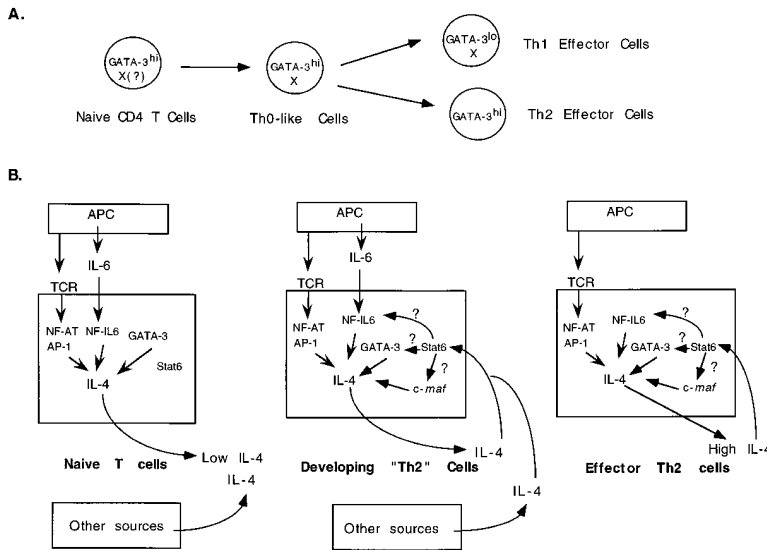 A.
GATA-3hi
X(?)
Naive CD4 T Cells
GATA-3hi
X
Th0-like Cells
GATA-3lo
X
Th1 Effector Cells
GATA-3hi
Th2 Effector Cells
B.
APC
IL-6
TCR
NF-AT
AP-1
NF-IL6
GATA-3
Stat6
IL-4
Naive T cells
Low IL-4
IL-4
Other sources
APC
IL-6
TCR
NF-AT
AP-1
NF-IL6
?
GATA-3
?
Stat6
?
IL-4
c-maf
IL-4
Developing "Th2" Cells
IL-4
Other sources
APC
TCR
NF-AT
AP-1
NF-IL6
?
GATA-3
?
Stat6
?
IL-4
c-maf
High IL-4
Effector Th2 cells